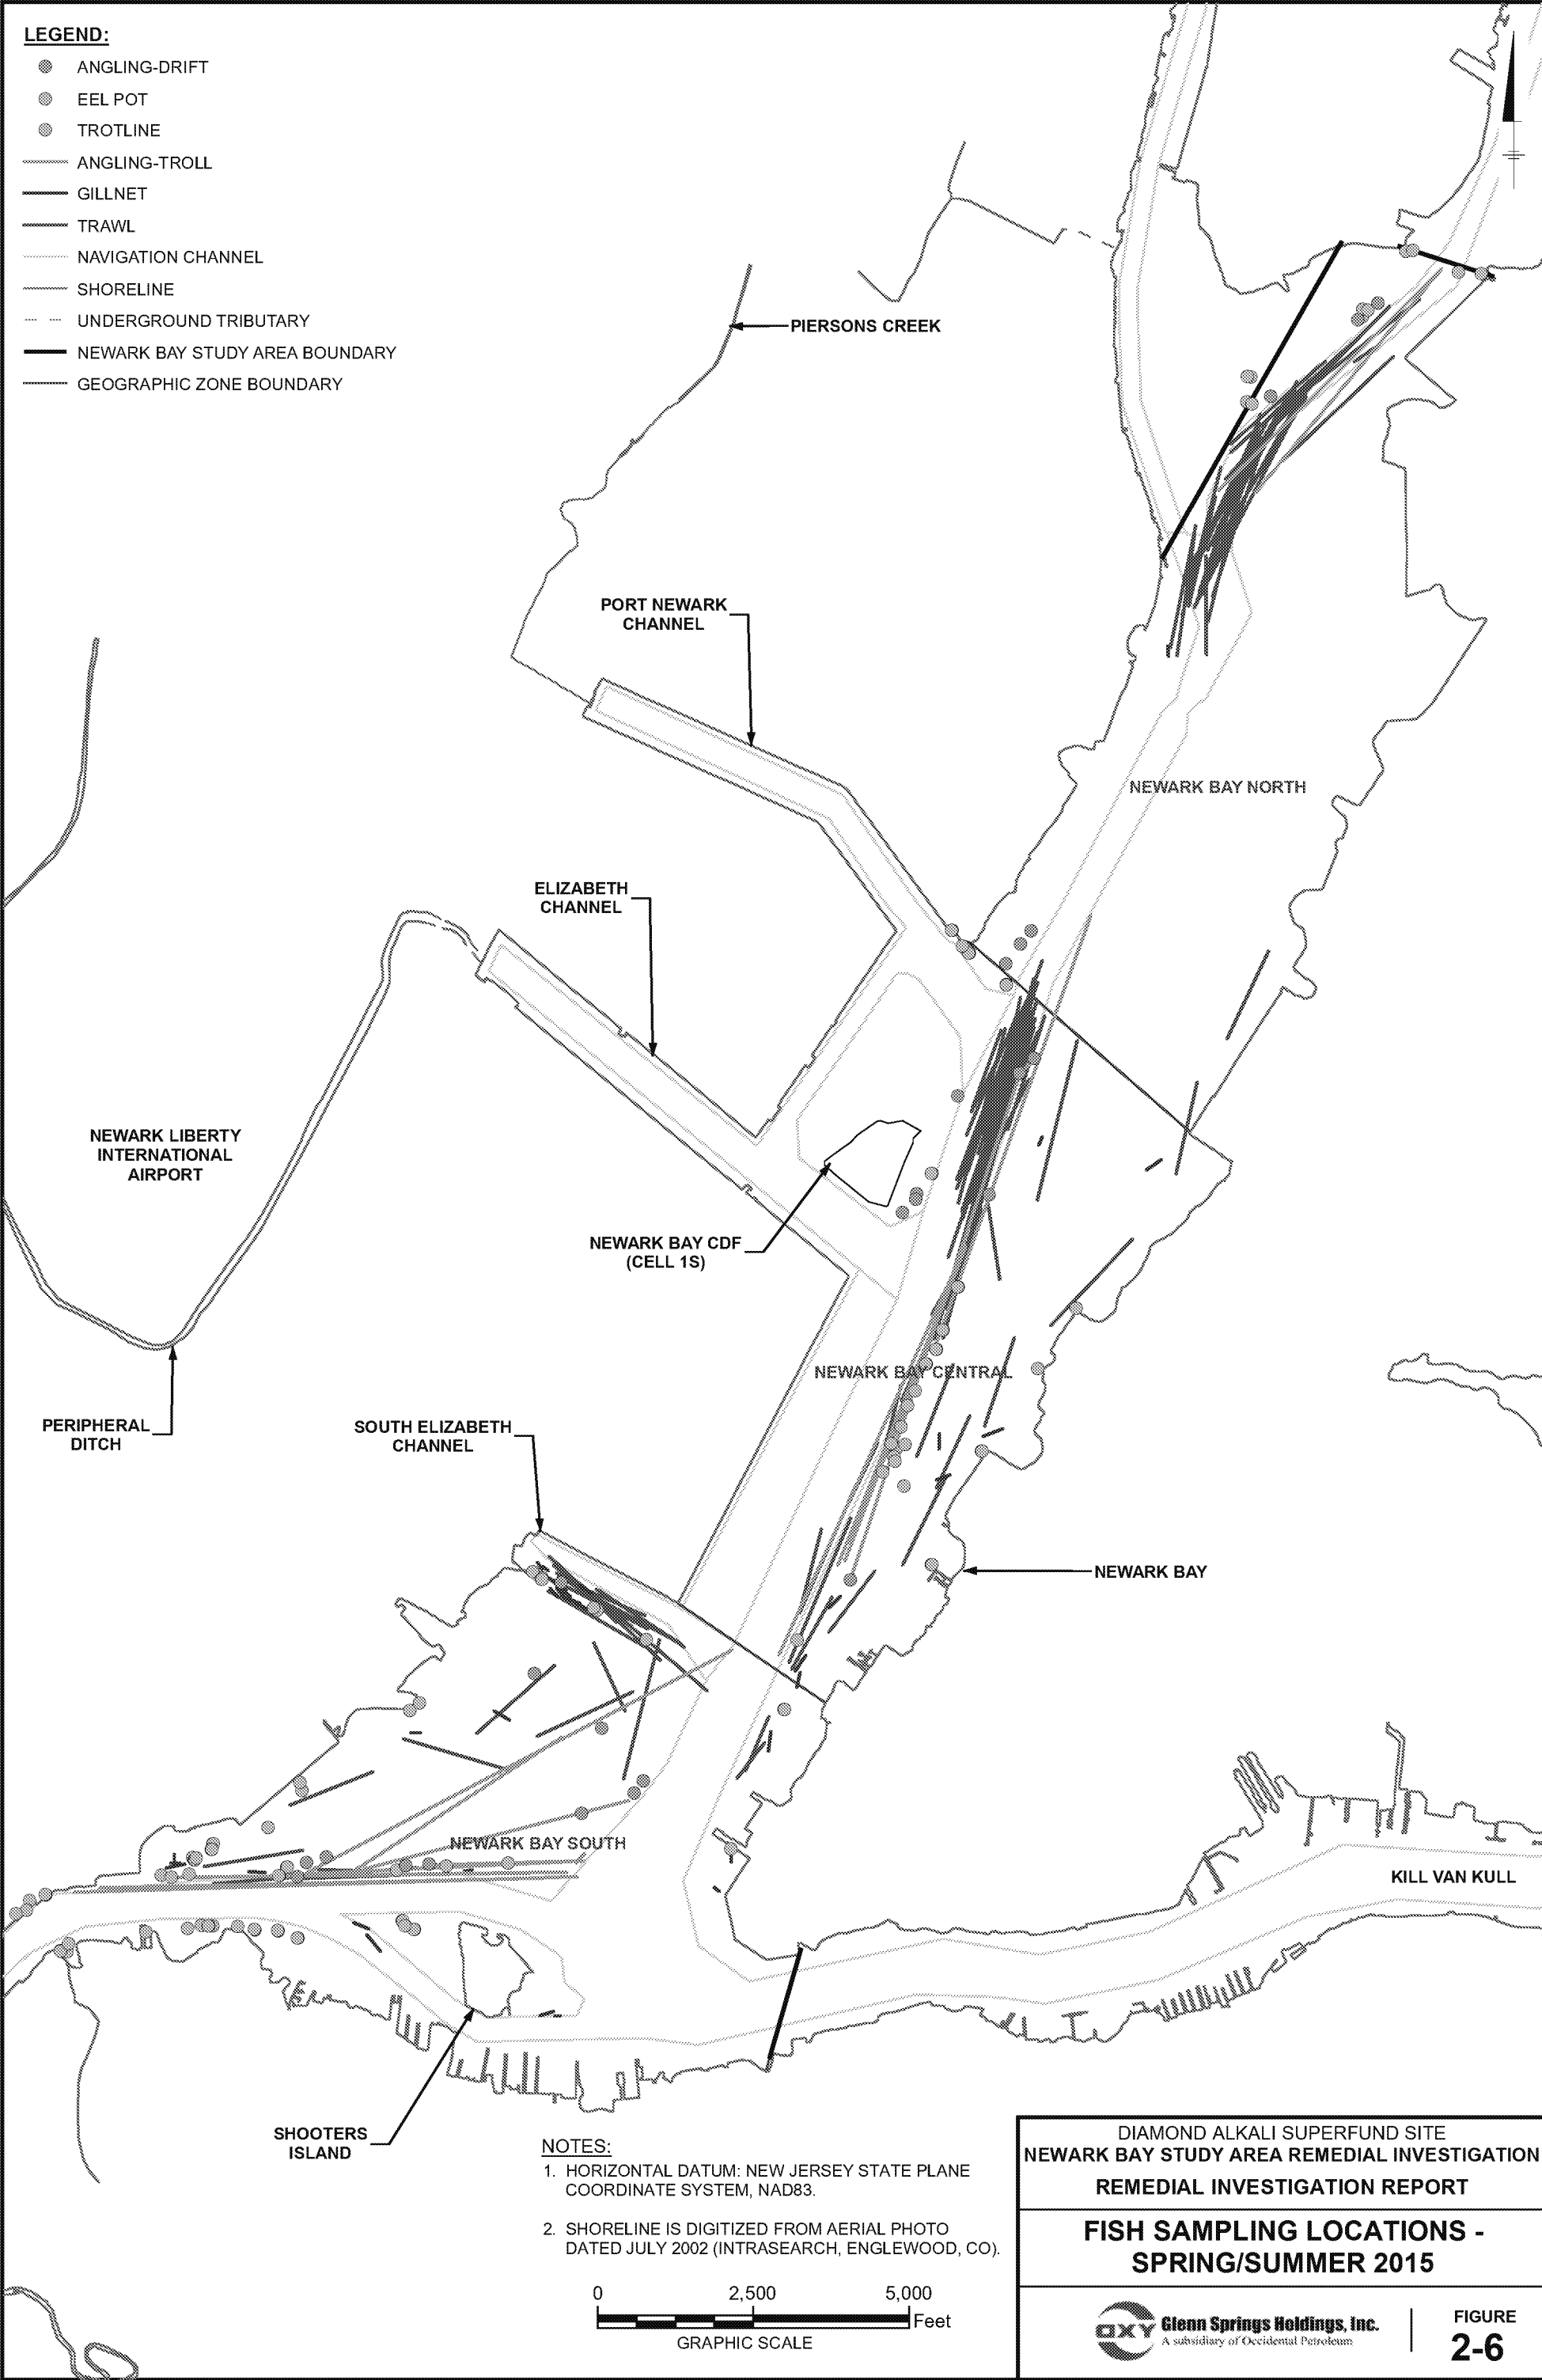 LEGEND:
ANGLING-DRIFT
EEL POT
TROTLINE
ANGLING-TROLL
GILLNET
TRAWL
NAVIGATION CHANNEL
SHORELINE
UNDERGROUND TRIBUTARY
NEWARK BAY STUDY AREA BOUNDARY
GEOGRAPHIC ZONE BOUNDARY
PIERSONS CREEK
PORT NEWARK
CHANNEL
NEWARK BAY NORTH
ELIZABETH
CHANNEL
NEWARK LIBERTY
INTERNATIONAL
AIRPORT
NEWARK BAY CDF
(CELL 1S)
NEWARK BAY CENTRAL
PERIPHERAL
DITCH
SOUTH ELIZABETH
CHANNEL
NEWARK BAY
NEWARK BAY SOUTH
KILL VAN KULL
SHOOTERS
ISLAND
NOTES:
1. HORIZONTAL DATUM: NEW JERSEY STATE PLANE
COORDINATE SYSTEM, NAD83.
2. SHORELINE IS DIGITIZED FROM AERIAL PHOTO
DATED JULY 2002 (INTRASEARCH, ENGLEWOOD, CO).
0 2,500 5,000
Feet
GRAPHIC SCALE
DIAMOND ALKALI SUPERFUND SITE
NEWARK BAY STUDY AREA REMEDIAL INVESTIGATION
REMEDIAL INVESTIGATION REPORT
FISH SAMPLING LOCATIONS -
SPRING/SUMMER 2015
OXY
Glenn Springs Holdings, Inc.
A subsidiary of Occidental Petroleum
FIGURE
2-6